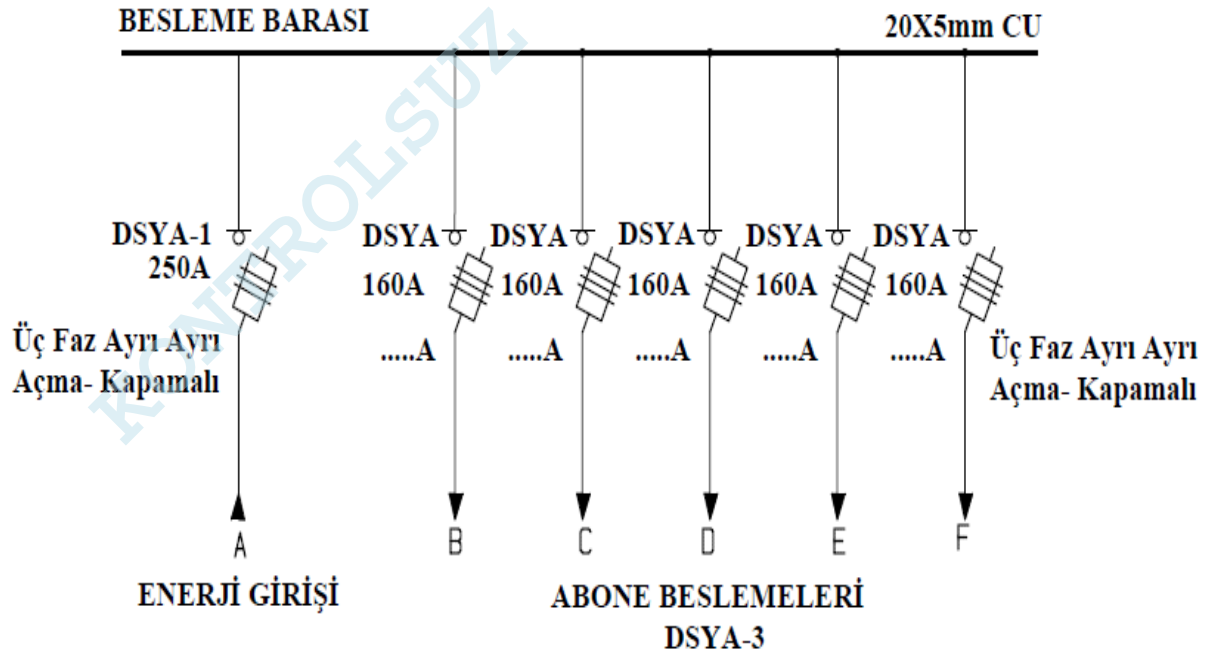 BESLEME BARASI
20X5mm CU
DSYA-1
250A
DSYA
160A
.....A
DSYA
160A
.....A
DSYA
160A
.....A
DSYA
160A
.....A
DSYA
160A
.....A
Üç Faz Ayrı Ayrı
Açma- Kapamalı
Üç Faz Ayrı Ayrı
Açma- Kapamalı
A
B
C
D
E
F
ENERJİ GİRİŞİ
ABONE BESLEMELERİ
DSYA-3
KONTROLSUZ